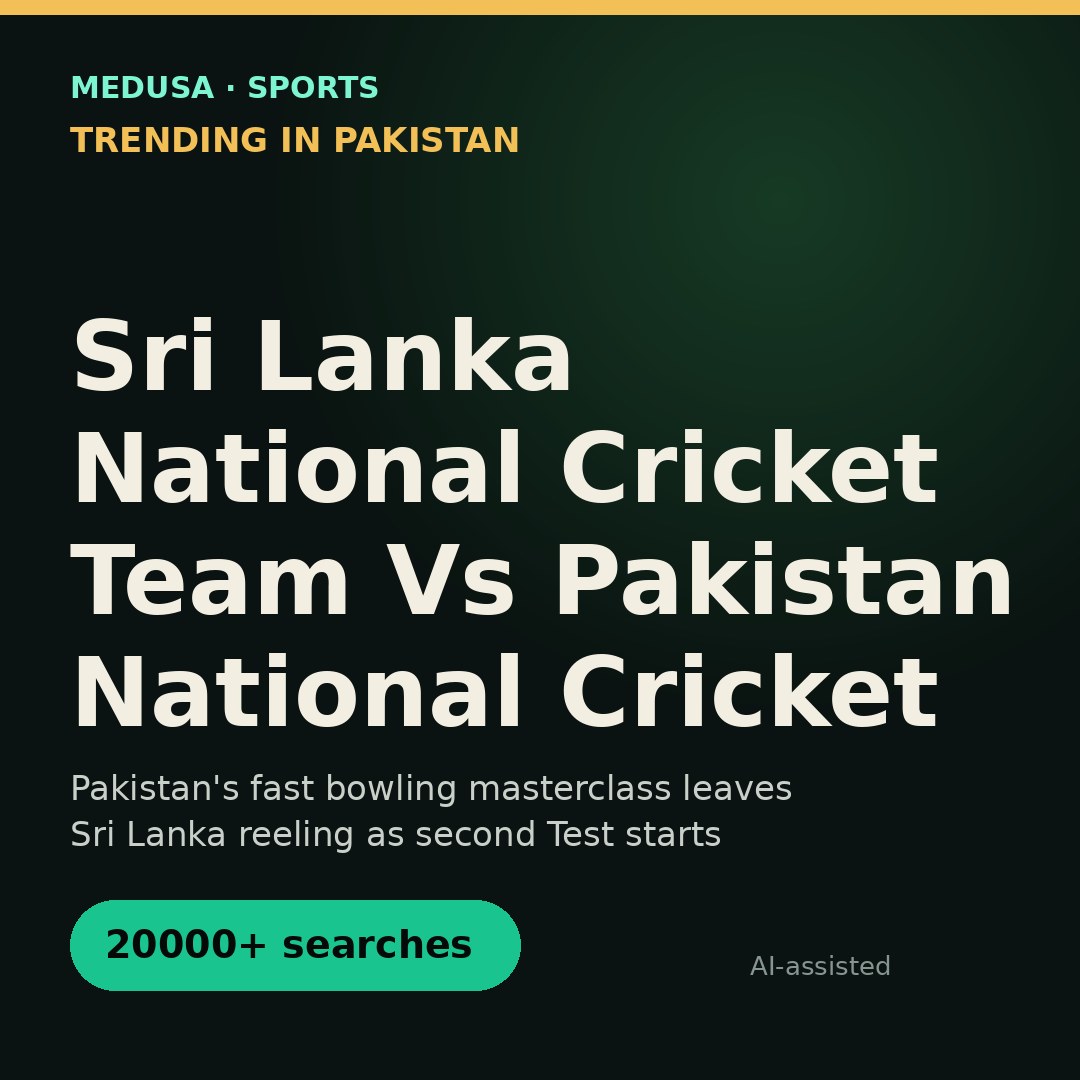 MEDUSA · SPORTS
TRENDING IN PAKISTAN
Sri Lanka
National Cricket
Team Vs Pakistan
National Cricket
Pakistan's fast bowling masterclass leaves
Sri Lanka reeling as second Test starts
20000+ searches
AI-assisted